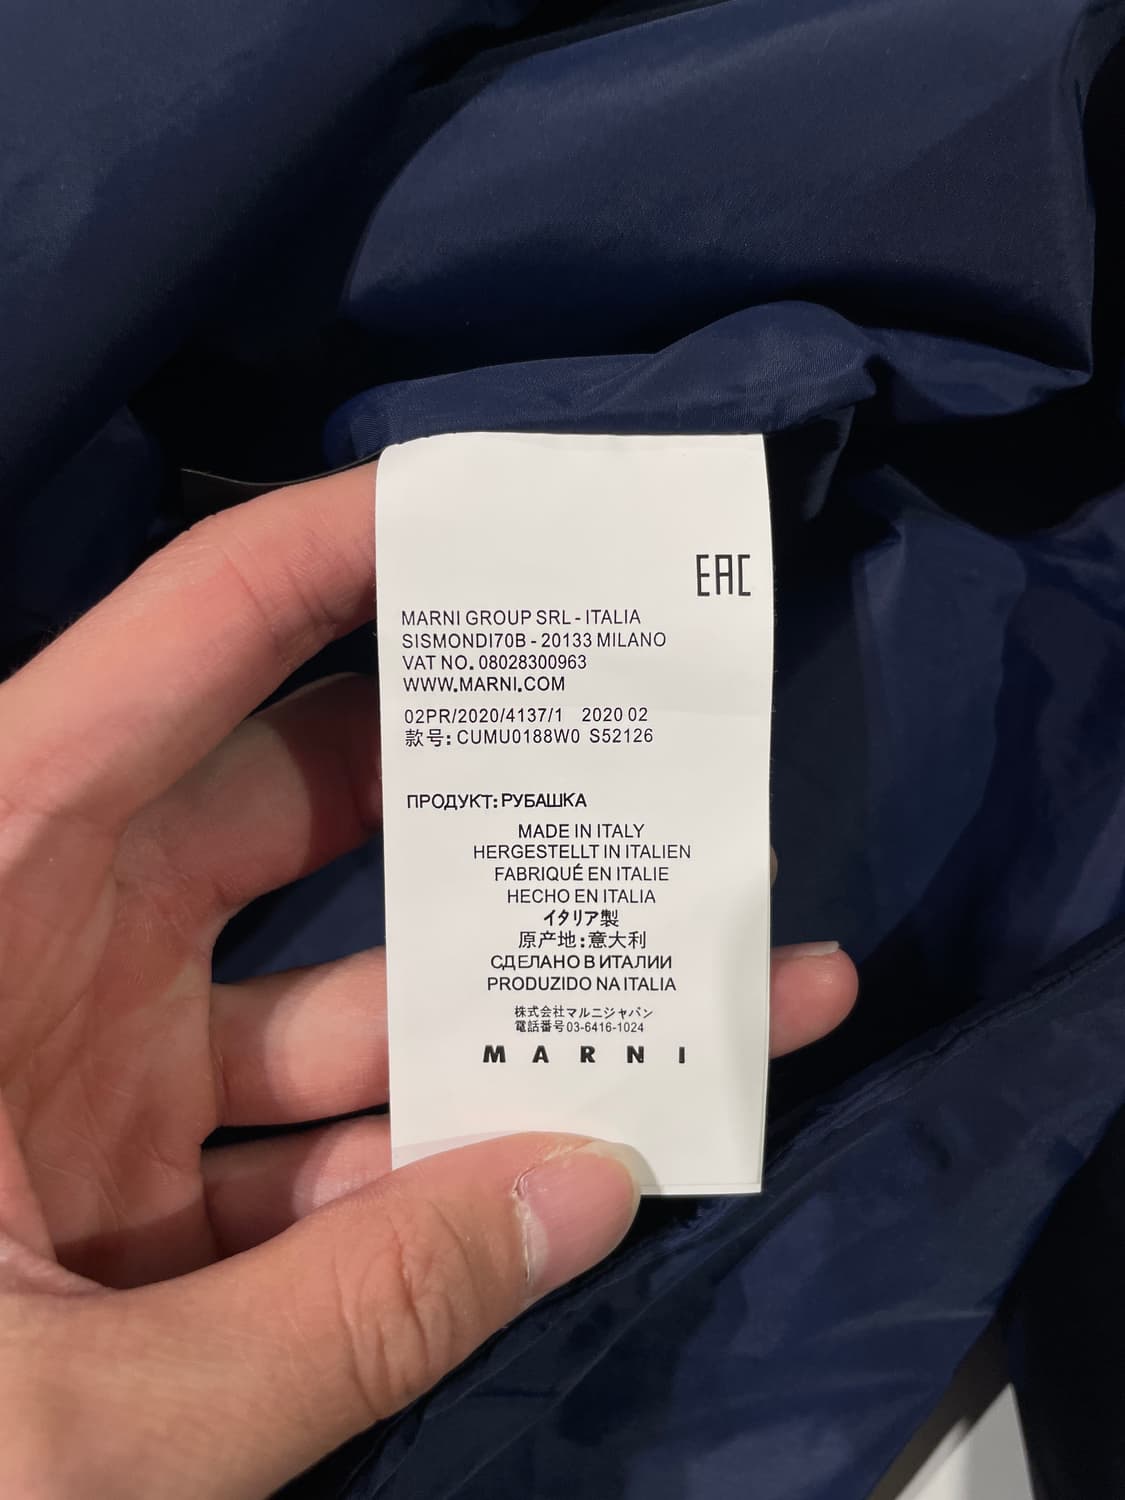 EAC
MARNI GROUP SRL - ITALIA
SISMONDI70B - 20133 MILANO
VAT NO. 08028300963
WWW.MARNI.COM
02PR/2020/4137/1 2020 02
款号: CUMU0188W0 S52126
ПРОДУКТ: РУБАШКА
MADE IN ITALY
HERGESTELLT IN ITALIEN
FABRIQUÉ EN ITALIE
HECHO EN ITALIA
イタリア製
原产地:意大利
СДЕЛАНО В ИТАЛИИ
PRODUZIDO NA ITALIA
株式会社マルニジャパン
電話番号 03-6416-1024
MARNI